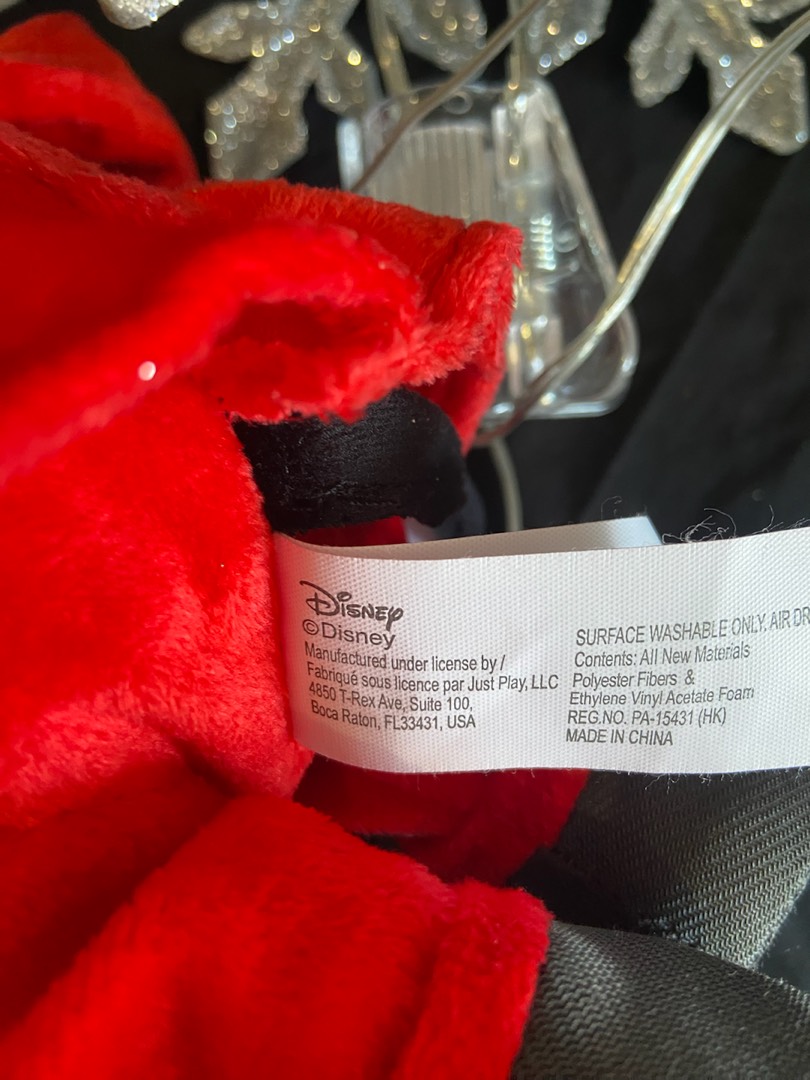 Disney
©Disney
Manufactured under license by /
Fabriqué sous licence par Just Play, LLC
4850 T-Rex Ave, Suite 100,
Boca Raton, FL33431, USA
SURFACE WASHABLE ONLY. AIR
Contents: All New Materials
Polyester Fibers &
Ethylene Vinyl Acetate Foam
REG.NO. PA-15431 (HK)
MADE IN CHINA